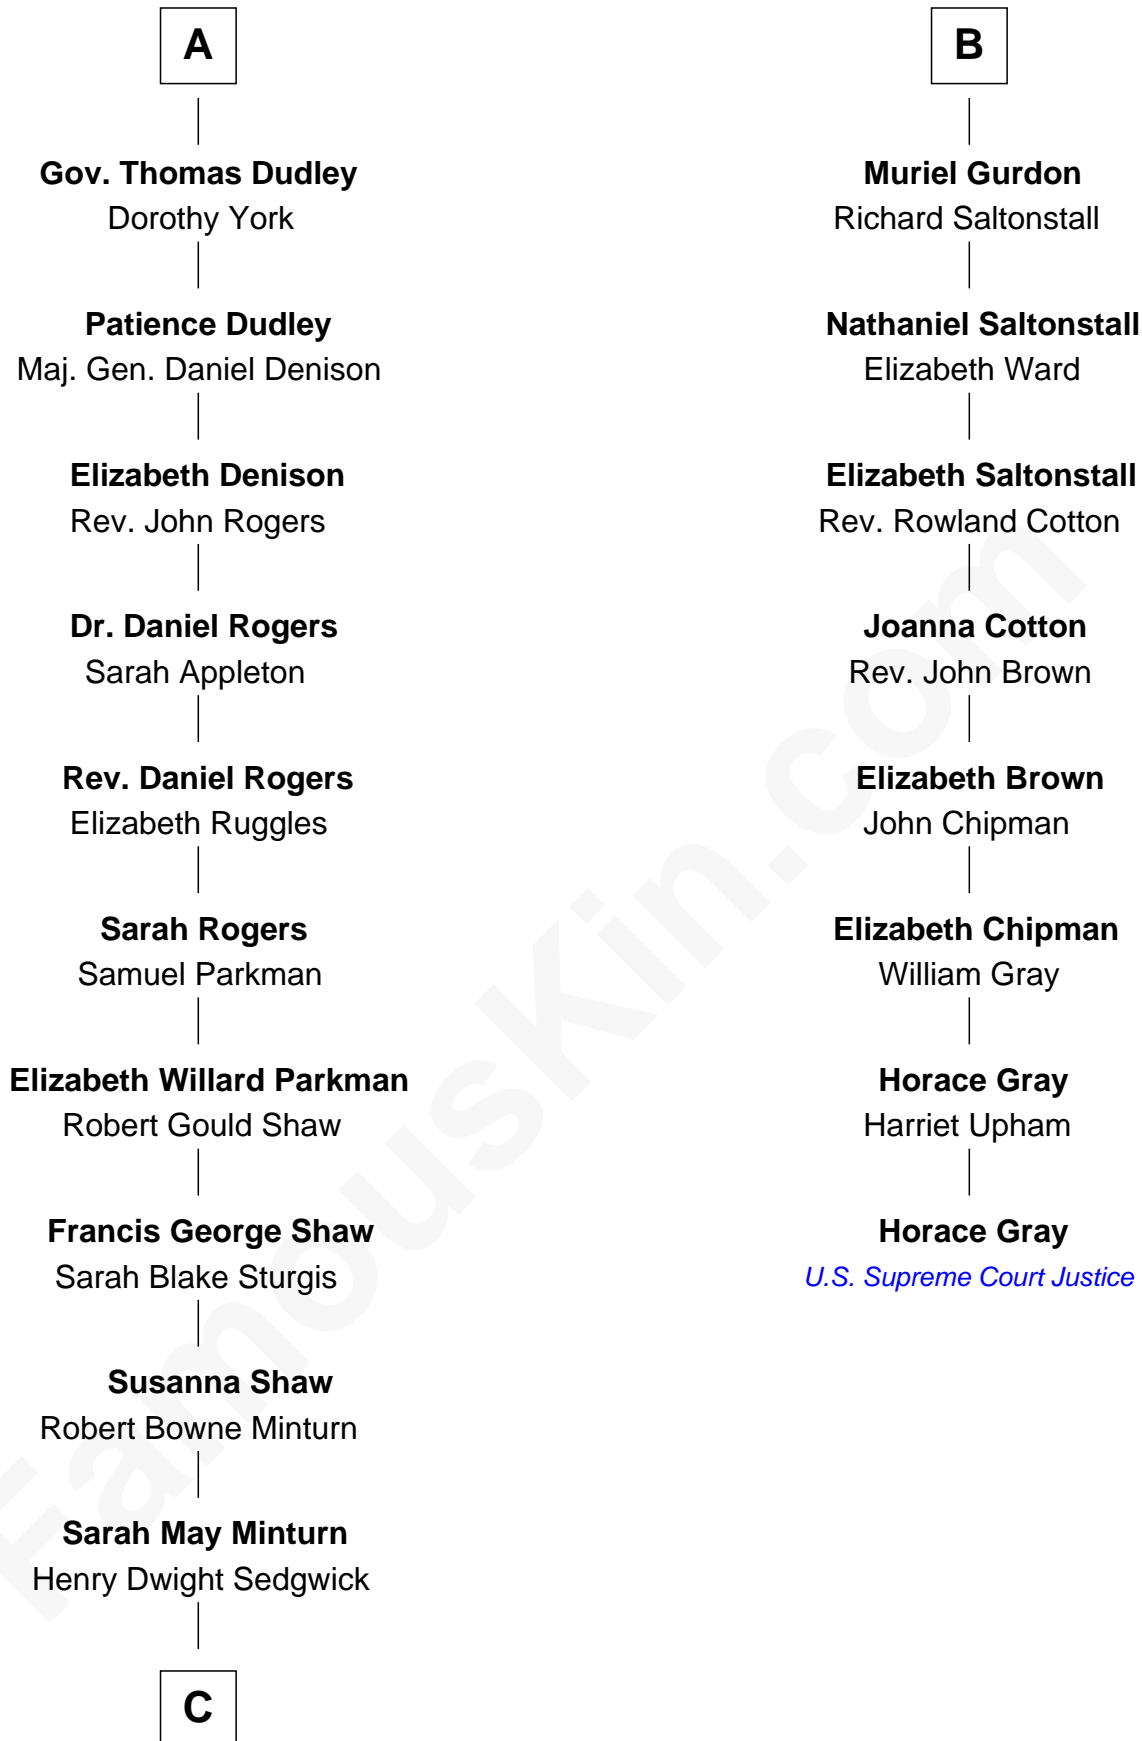 A
Gov. Thomas Dudley
Dorothy York
Patience Dudley
Maj. Gen. Daniel Denison
Elizabeth Denison
Rev. John Rogers
Dr. Daniel Rogers
Sarah Appleton
Rev. Daniel Rogers
Elizabeth Ruggles
Sarah Rogers
Samuel Parkman
Elizabeth Willard Parkman
Robert Gould Shaw
Francis George Shaw
Sarah Blake Sturgis
Susanna Shaw
Robert Bowne Minturn
Sarah May Minturn
Henry Dwight Sedgwick
C
B
Muriel Gurdon
Richard Saltonstall
Nathaniel Saltonstall
Elizabeth Ward
Elizabeth Saltonstall
Rev. Rowland Cotton
Joanna Cotton
Rev. John Brown
Elizabeth Brown
John Chipman
Elizabeth Chipman
William Gray
Horace Gray
Harriet Upham
Horace Gray
U.S. Supreme Court Justice
FamousKin.com